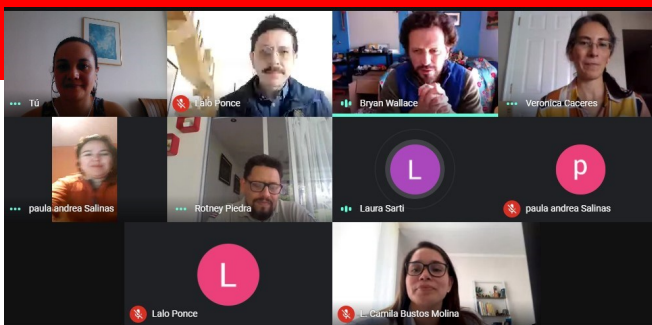 Tú
Lalo Ponce
Bryan Wallace
Veronica Caceres
paula andrea Salinas
Rotney Piedra
L
Laura Sarti
p
paula andrea Salinas
L
Lalo Ponce
L. Camila Bustos Molina